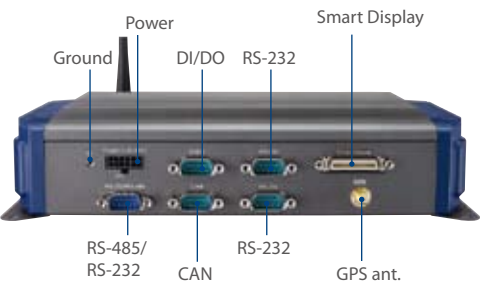 Smart Display
Power
Ground
DI/DO
RS-232
RS-485/
RS-232
CAN
RS-232
GPS ant.